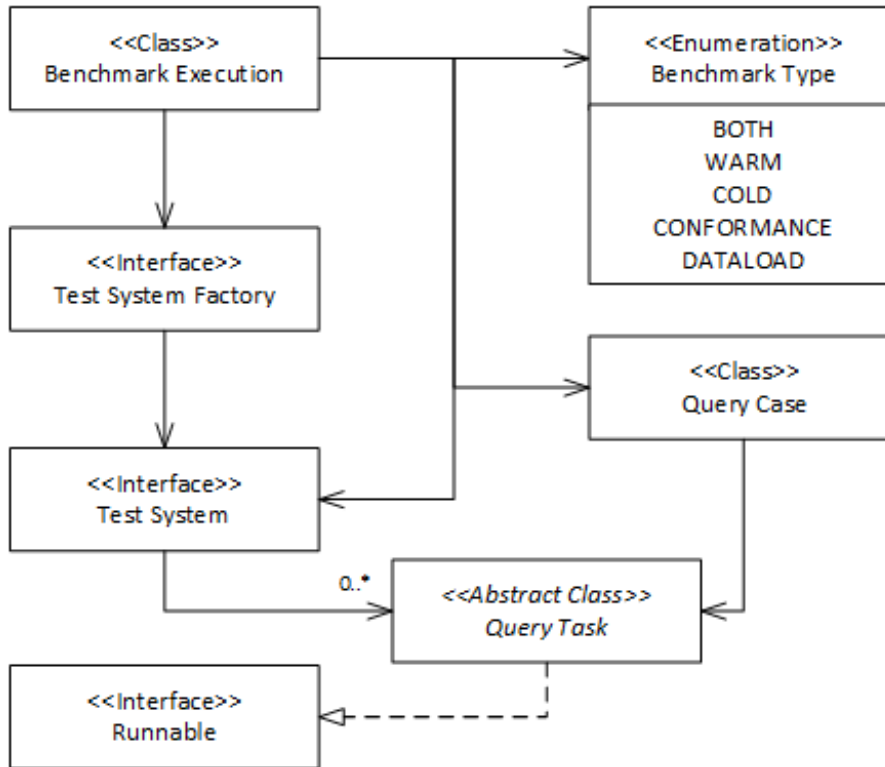 <<Class>>
Benchmark Execution
<<Enumeration>>
Benchmark Type
BOTH
WARM
COLD
CONFORMANCE
DATALOAD
<<Interface>>
Test System Factory
<<Class>>
Query Case
<<Interface>>
Test System
0..*
<<Abstract Class>>
Query Task
<<Interface>>
Runnable